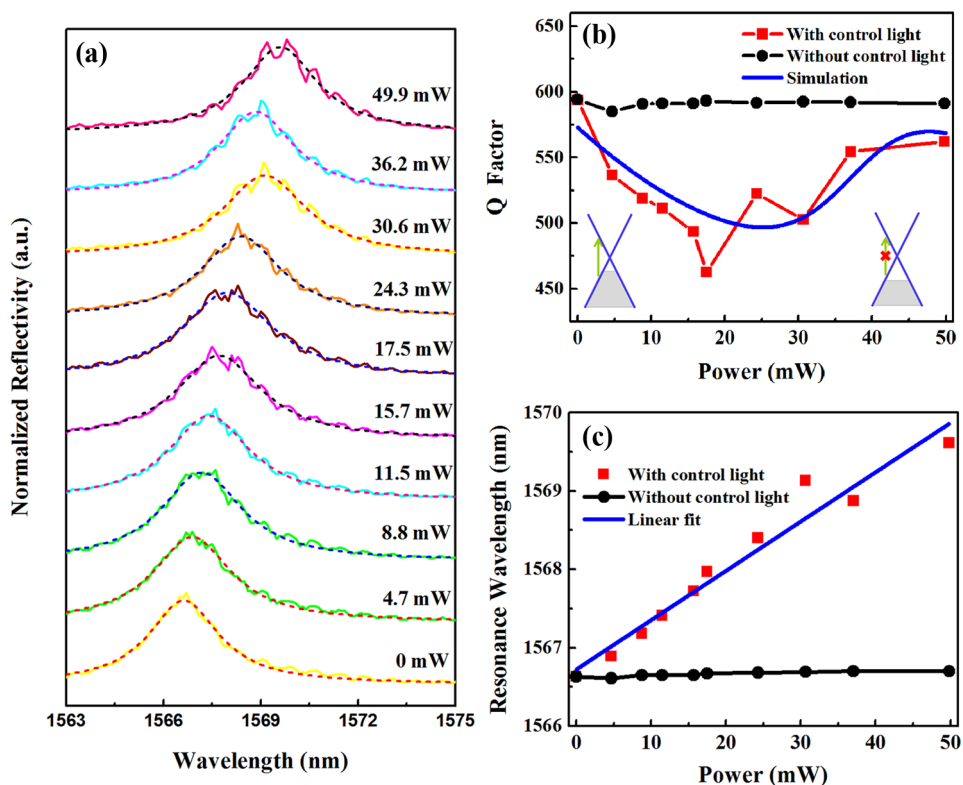 (a)
49.9 mW
36.2 mW
30.6 mW
24.3 mW
17.5 mW
15.7 mW
11.5 mW
8.8 mW
4.7 mW
0 mW
Normalized Reflectivity (a.u.)
1563 1566 1569 1572 1575
Wavelength (nm)
(b)
With control light
Without control light
Simulation
650
600
550
500
450
Q Factor
0 10 20 30 40 50
Power (mW)
(c)
With control light
Without control light
Linear fit
1570
1569
1568
1567
1566
Resonance Wavelength (nm)
0 10 20 30 40 50
Power (mW)